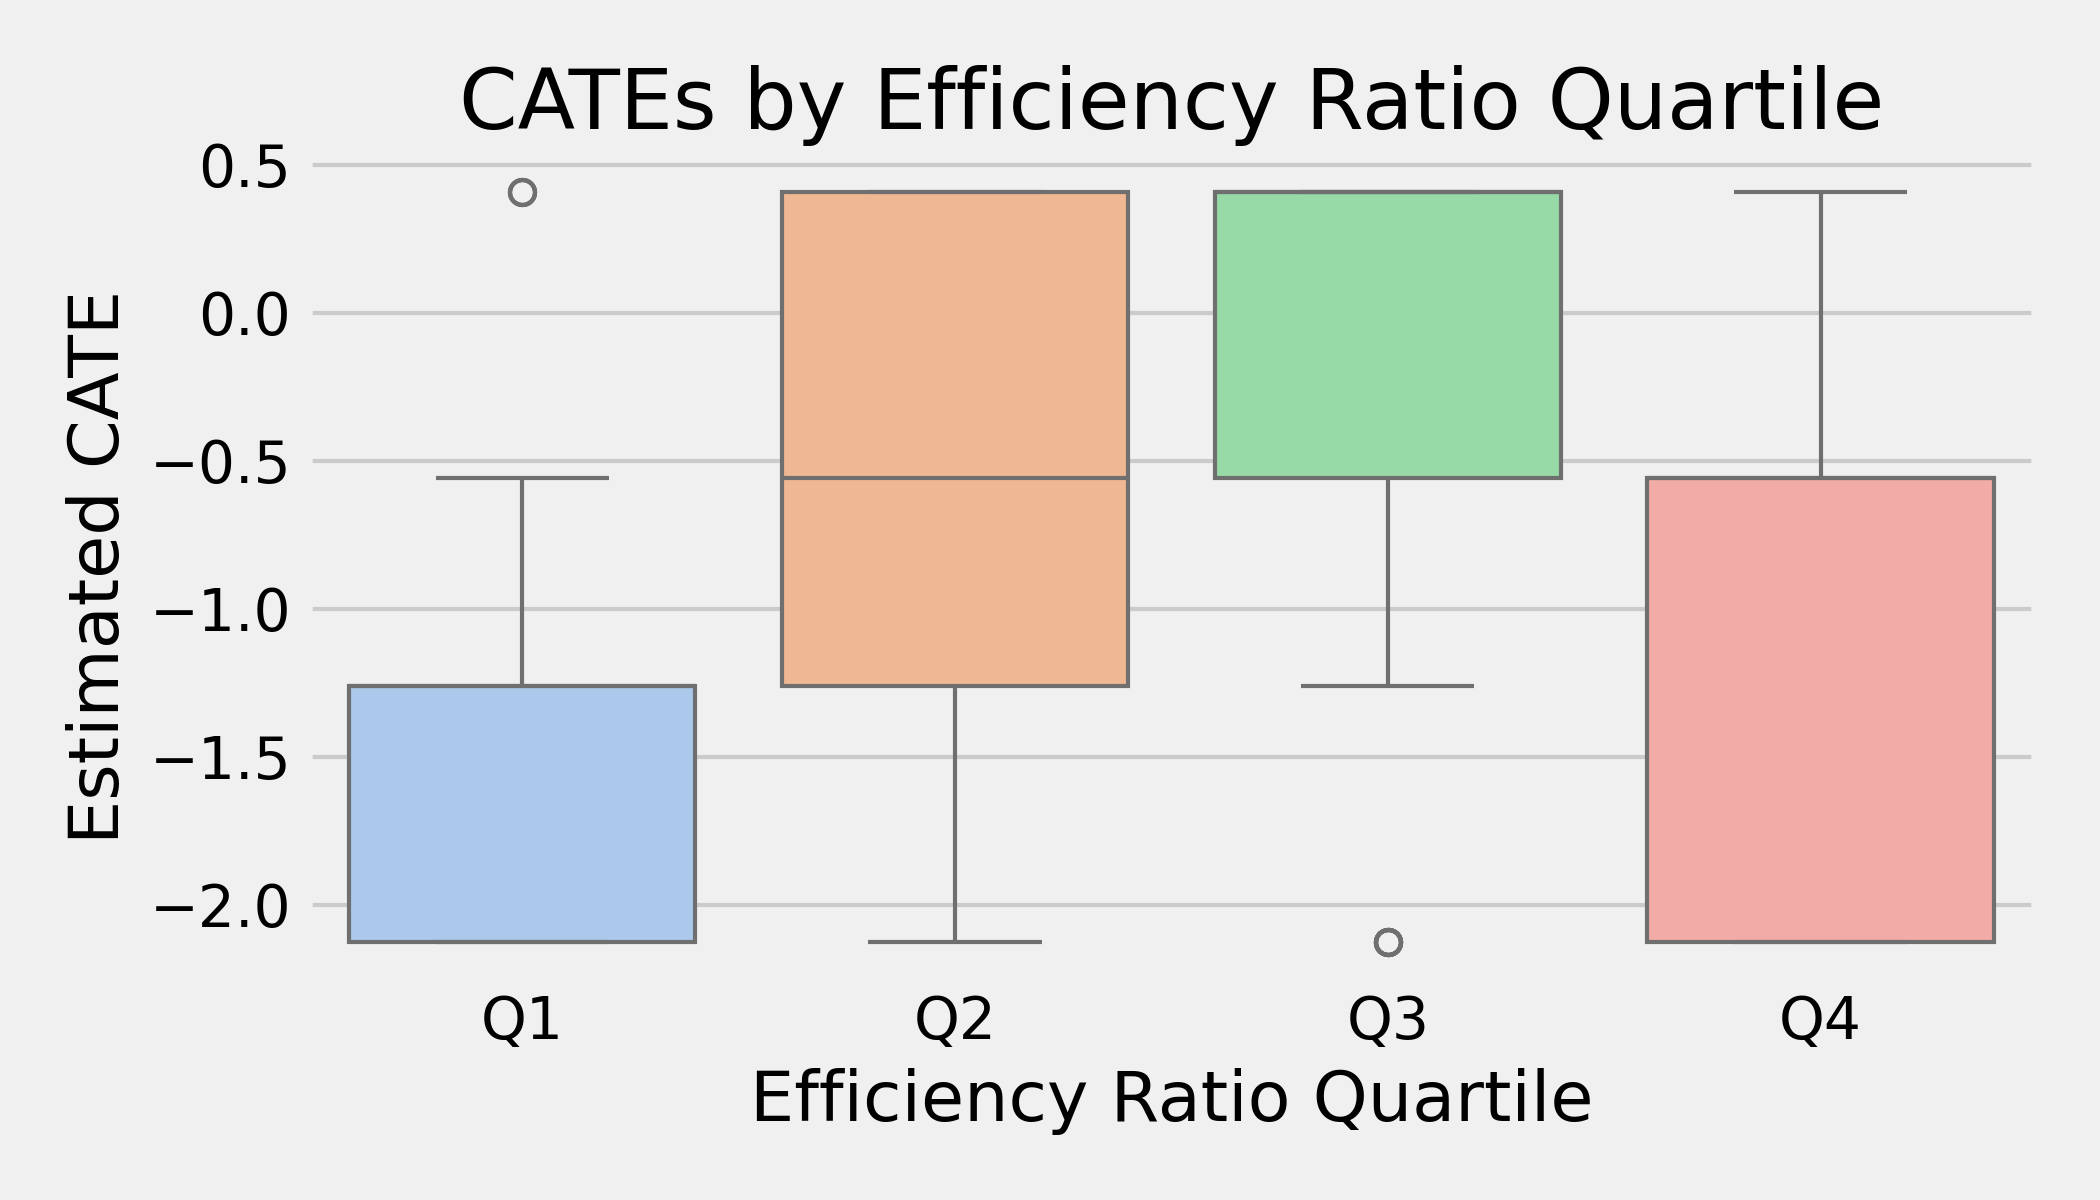 CATEs by Efficiency Ratio Quartile
Estimated CATE
0.5
0.0
−0.5
−1.0
−1.5
−2.0
Q1 Q2 Q3 Q4
Efficiency Ratio Quartile